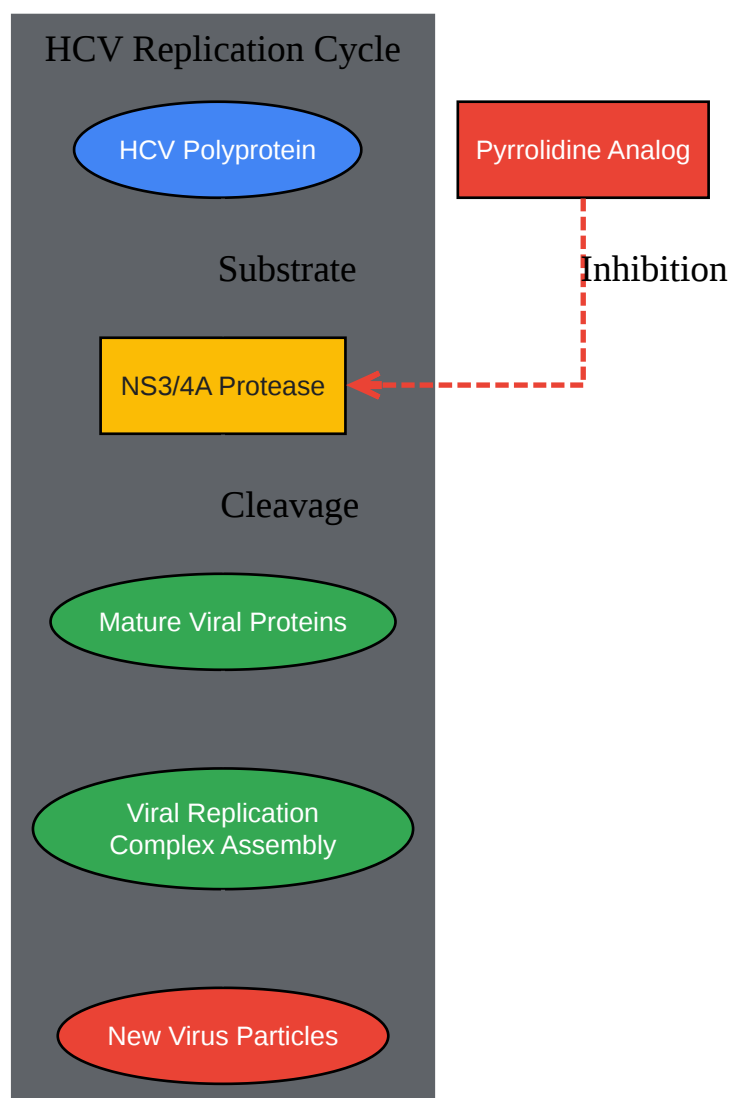 HCV Replication Cycle
HCV Polyprotein
Pyrrolidine Analog
Substrate
Inhibition
NS3/4A Protease
Cleavage
Mature Viral Proteins
Viral Replication
Complex Assembly
New Virus Particles